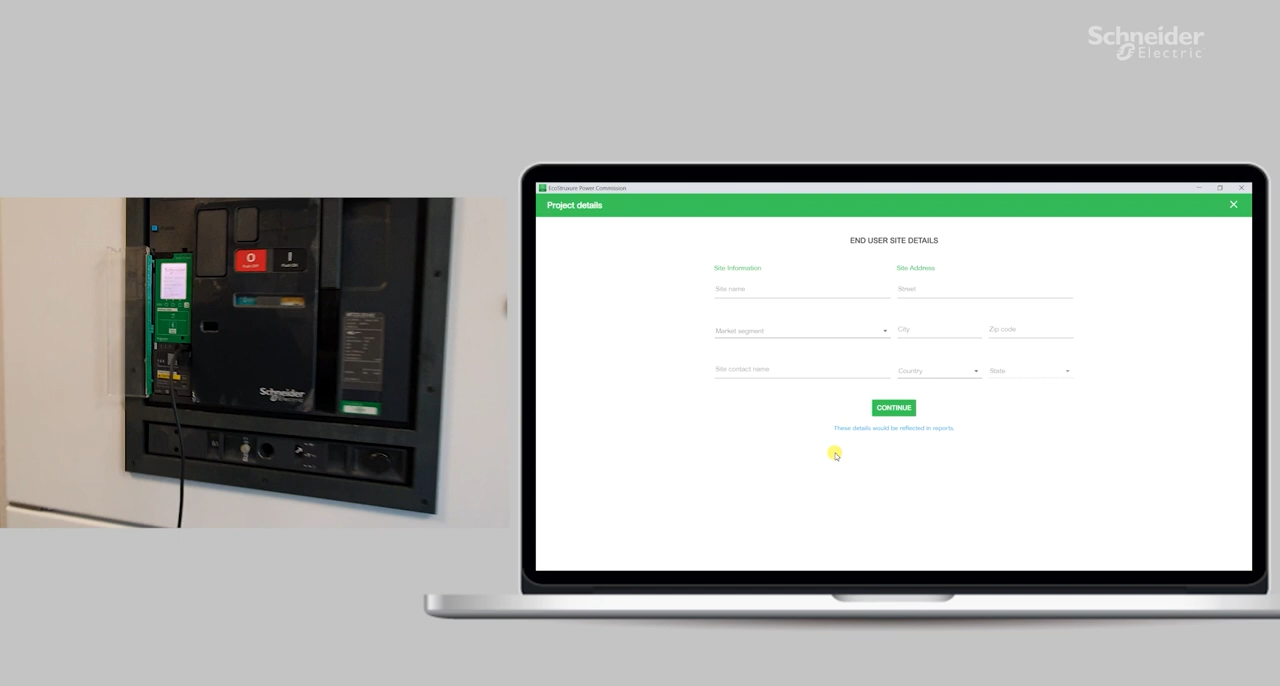 Schneider
Electric
EcoStruxure Power Commission
Project details
END USER SITE DETAILS
Site Information
Site Address
Site name
Street
Market segment
City
Zip code
Site contact name
Country
State
CONTINUE
These details would be reflected in reports.
Schneider